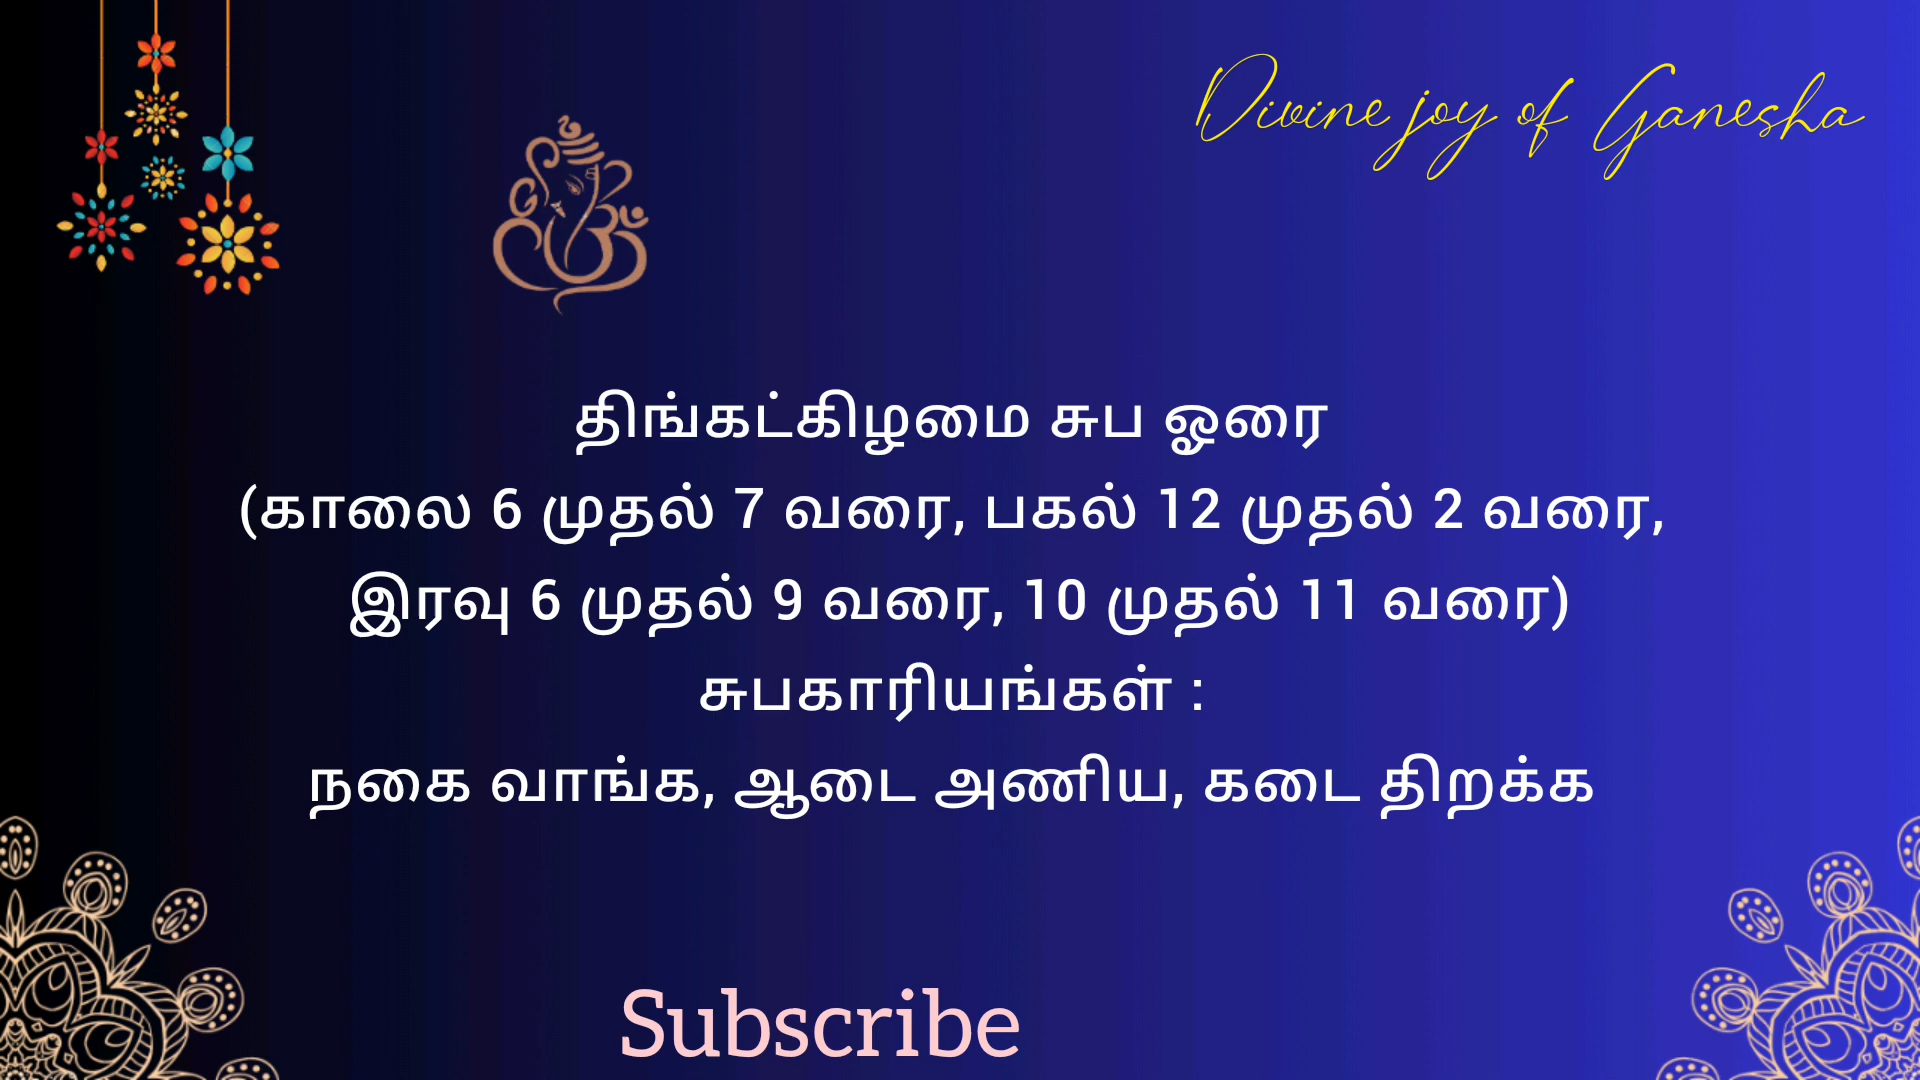 Divine joy of Ganesha
திங்கட்கிழமை சுப ஓரை
(காலை 6 முதல் 7 வரை, பகல் 12 முதல் 2 வரை,
இரவு 6 முதல் 9 வரை, 10 முதல் 11 வரை)
சுபகாரியங்கள் :
நகை வாங்க, ஆடை அணிய, கடை திறக்க
Subscribe